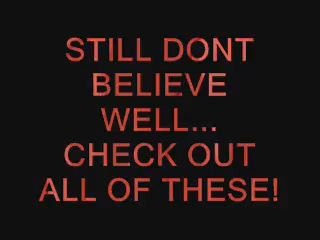 STILL DONT
BELIEVE
WELL...
CHECK OUT
ALL OF THESE!